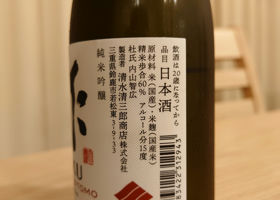 飲酒は20歳になってから
品目 日本酒
原材料 米(国産)・米麹(国産米)
精米歩合60% アルコール分15度
杜氏 内山智広
製造者 清水清三郎商店株式会社
三重県鈴鹿市若松東3-9-33
純米吟醸